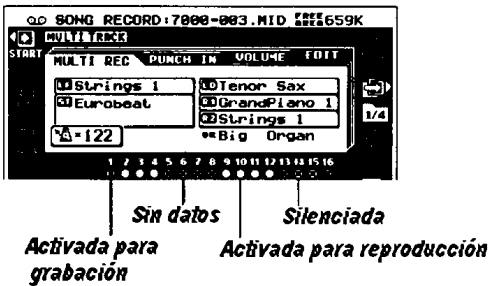 SONG RECORD:7000-003.MID FREE AREA 659K
MULTI TRACK
START
MULTI REC PUNCH IN VOLUME EDIT
Strings 1 Tenor Sax
Eurobeat GrandPiano 1
Strings 1
=122 Big Organ
1/4
1 2 3 4 5 6 7 8 9 10 11 12 13 14 15 16
Sin datos Silenciada
Activada para grabación
Activada para reproducción